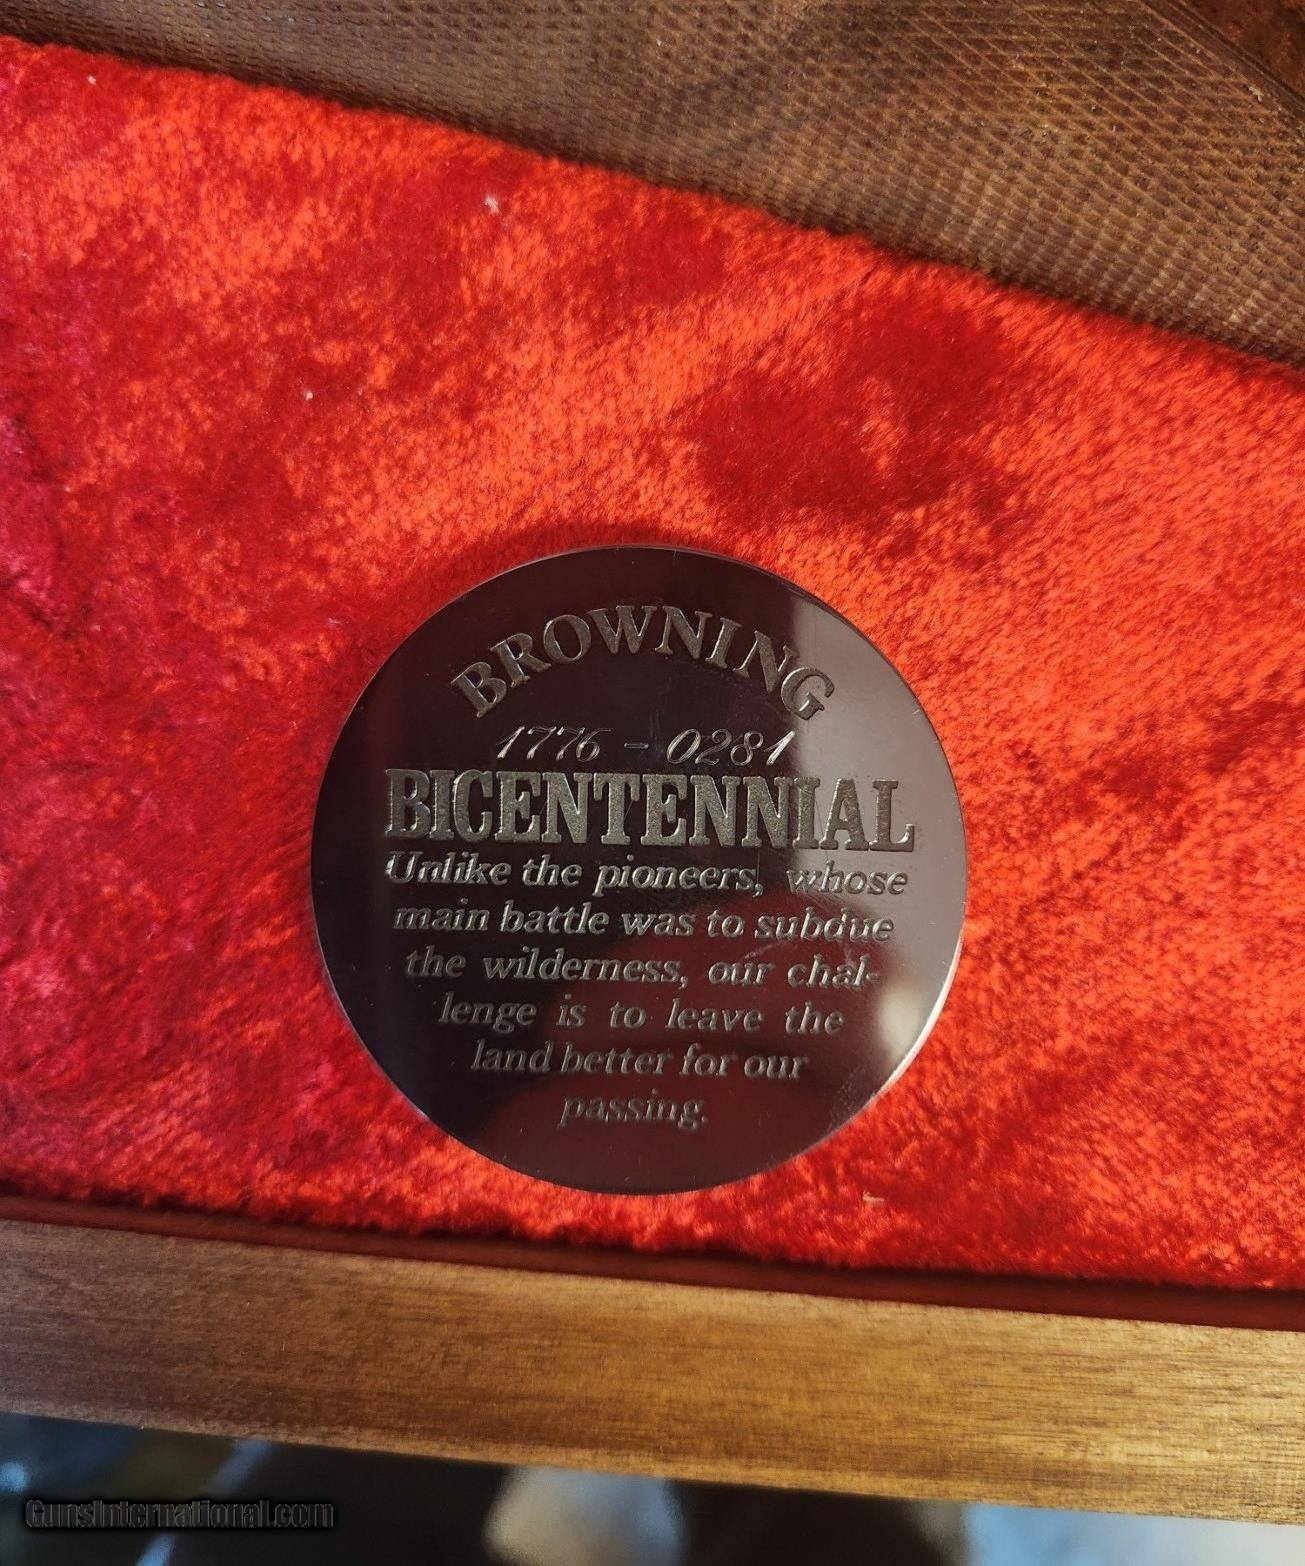 BROWNING
1776 - 0281
BICENTENNIAL
Unlike the pioneers, whose
main battle was to subdue
the wilderness, our chal-
lenge is to leave the
land better for our
passing.
GunsInternational.com